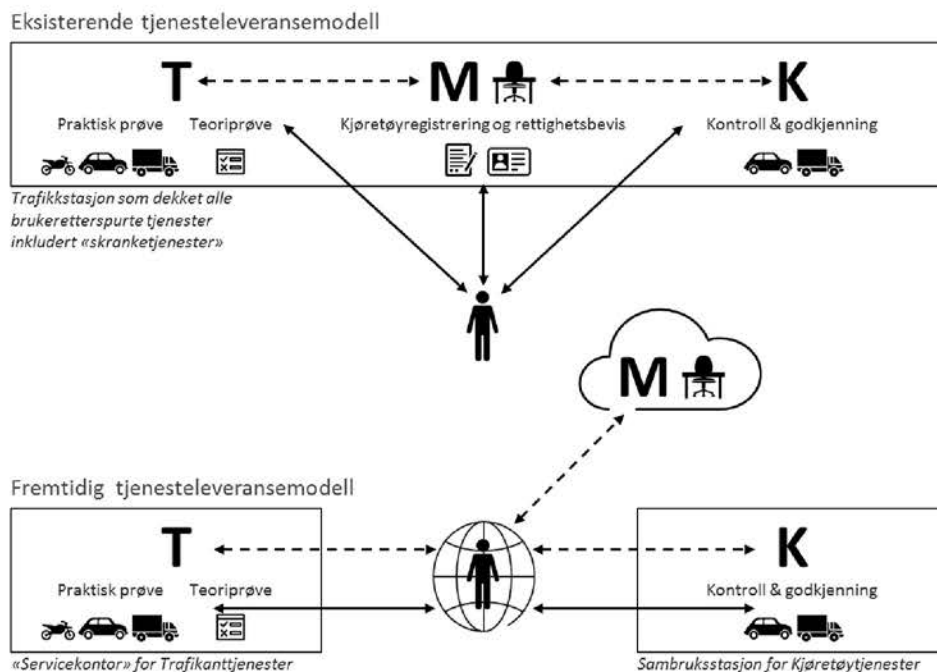 Eksisterende tjenesteleveransemodell
T M K
Praktisk prøve Teoriprøve Kjøretøyregistrering og rettighetsbevis Kontroll & godkjenning
Trafikkstasjon som dekket alle
brukeretterspurte tjenester
inkludert «skranketjenester»
M
Fremtidig tjenesteleveransemodell
T K
Praktisk prøve Teoriprøve Kontroll & godkjenning
«Servicekontor» for Trafikanttjenester Sambruksstasjon for Kjøretøytjenester